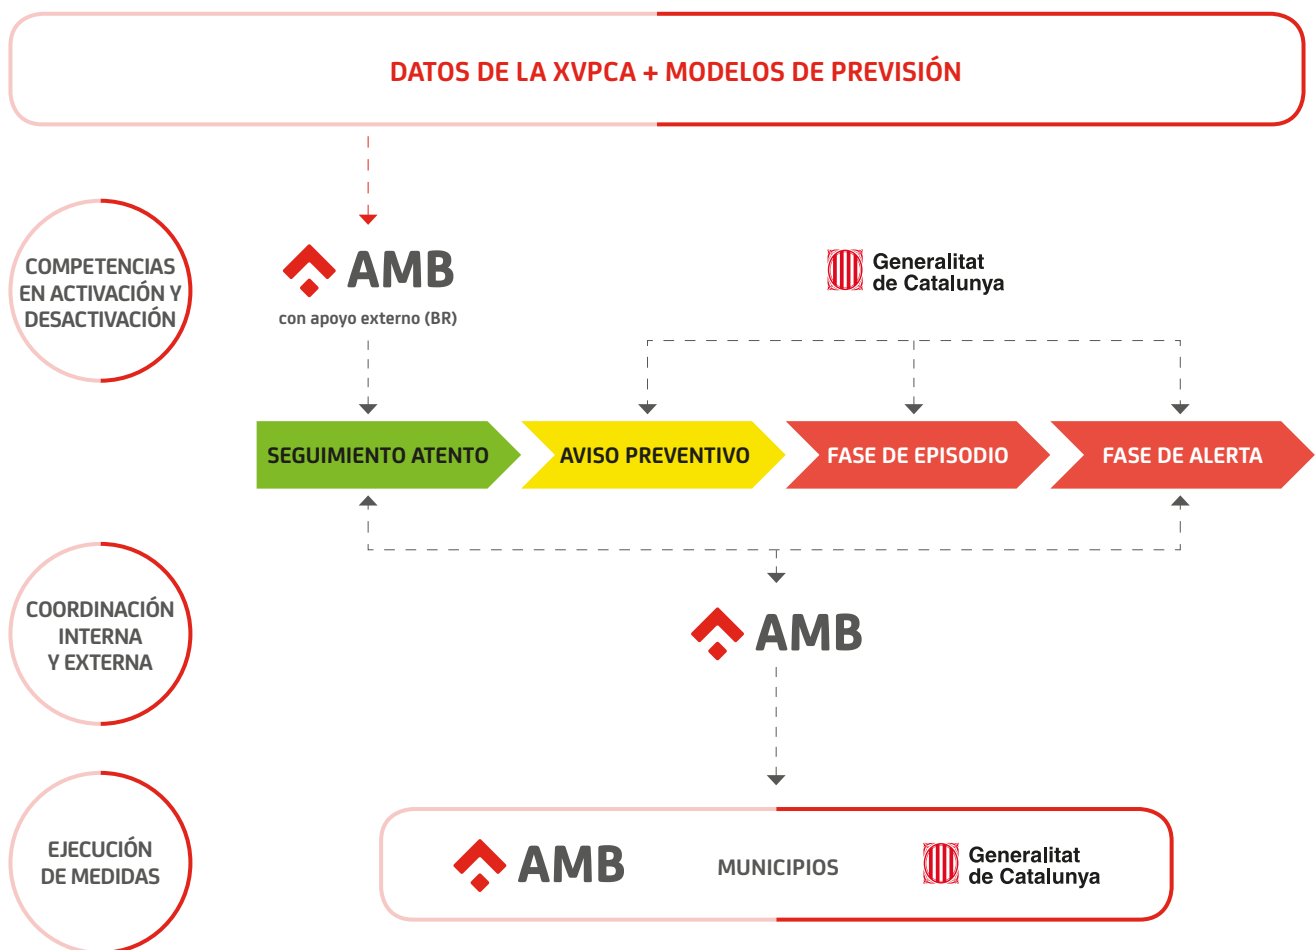 DATOS DE LA XVPCA + MODELOS DE PREVISIÓN
COMPETENCIAS
EN ACTIVACIÓN Y
DESACTIVACIÓN
AMB
con apoyo externo (BR)
Generalitat
de Catalunya
SEGUIMIENTO ATENTO
AVISO PREVENTIVO
FASE DE EPISODIO
FASE DE ALERTA
COORDINACIÓN
INTERNA
Y EXTERNA
AMB
EJECUCIÓN
DE MEDIDAS
AMB
MUNICIPIOS
Generalitat
de Catalunya